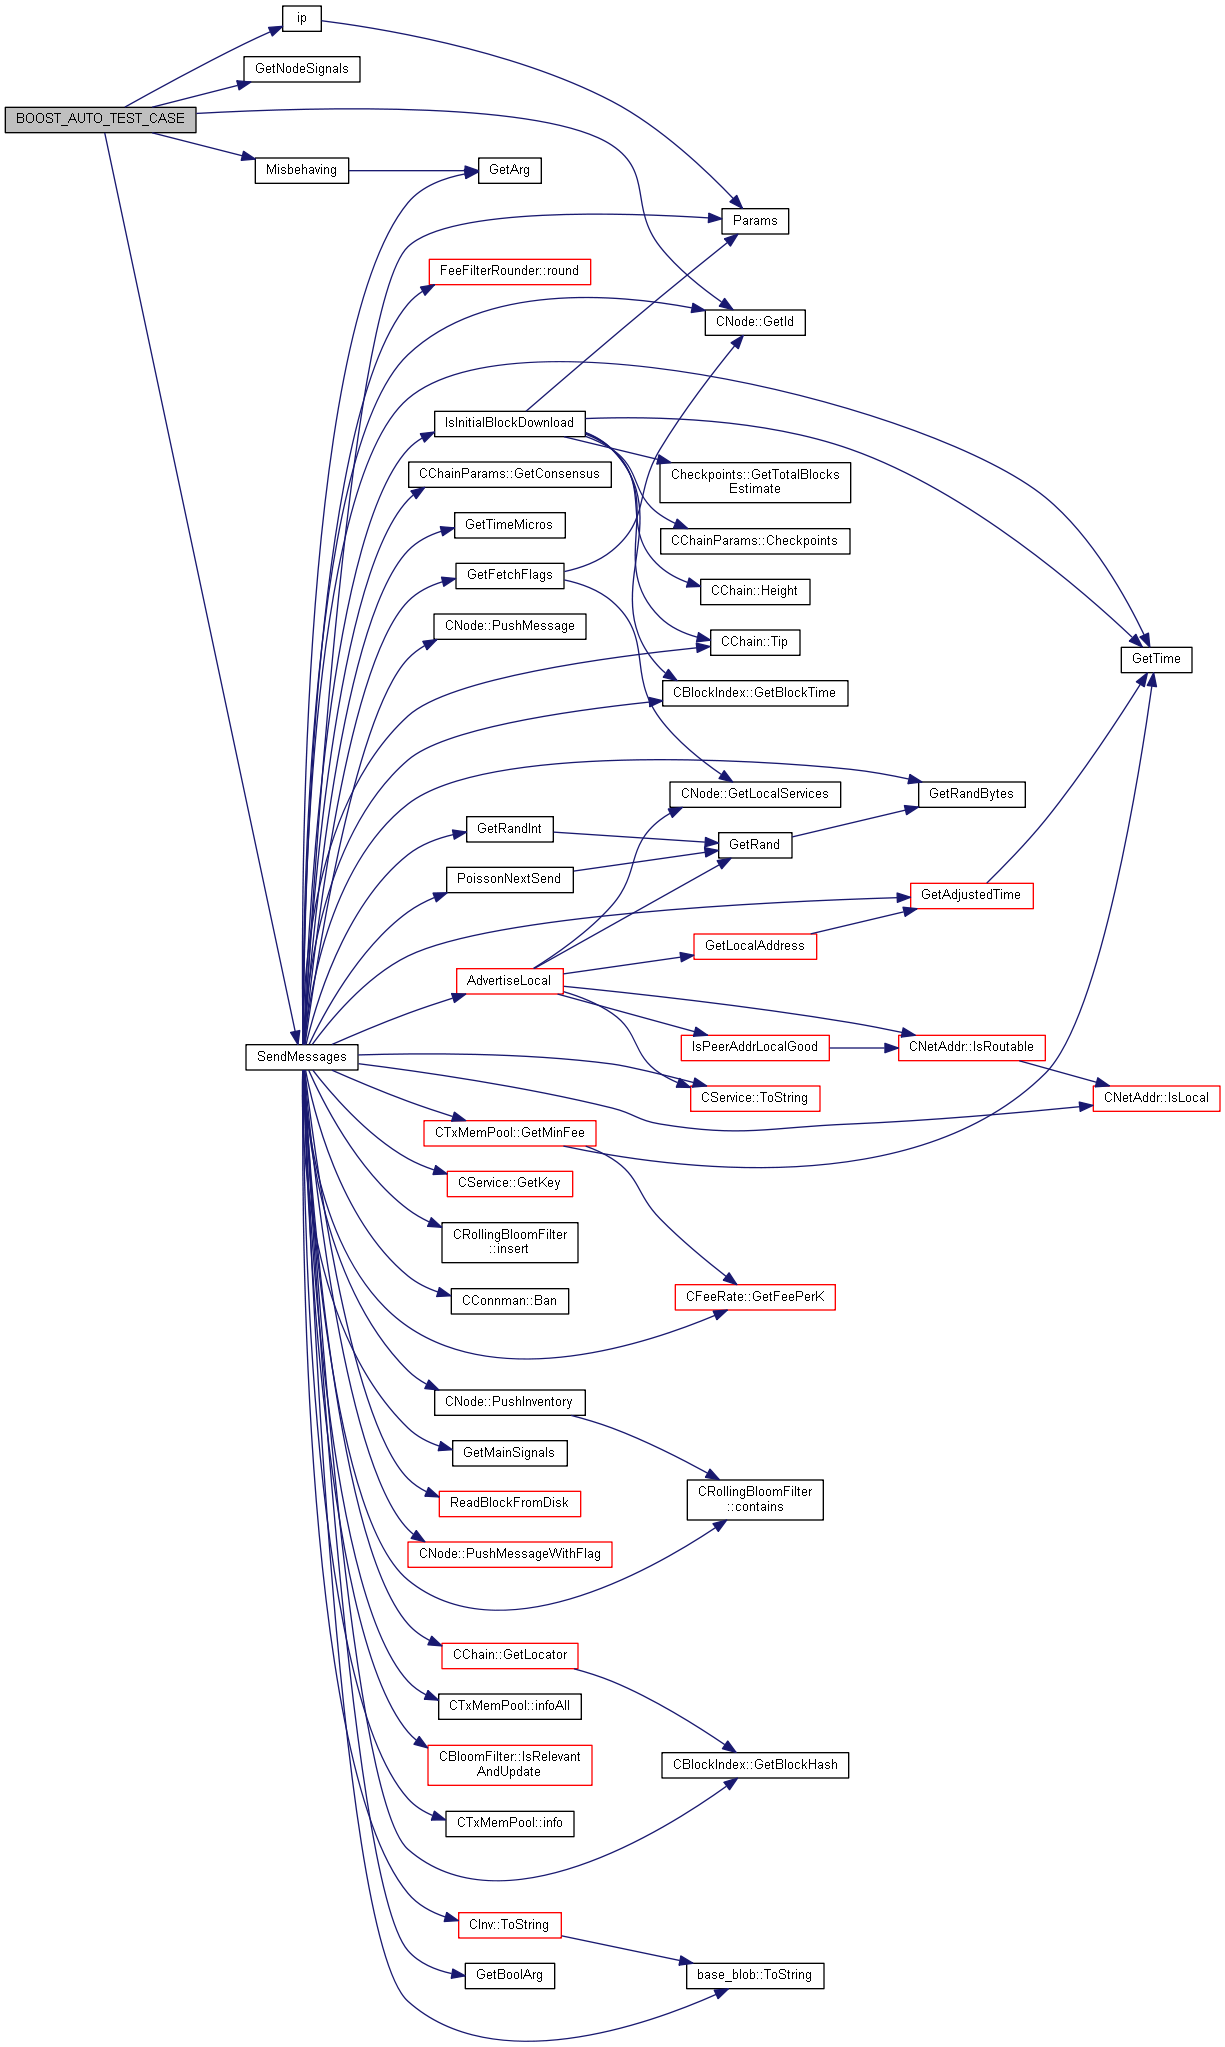 ip
GetNodeSignals
BOOST_AUTO_TEST_CASE
Misbehaving
GetArg
Params
FeeFilterRounder::round
CNode::GetId
IsInitialBlockDownload
CChainParams::GetConsensus
Checkpoints::GetTotalBlocks
Estimate
GetTimeMicros
CChainParams::Checkpoints
GetFetchFlags
CChain::Height
CNode::PushMessage
CChain::Tip
GetTime
CBlockIndex::GetBlockTime
CNode::GetLocalServices
GetRandBytes
GetRandInt
GetRand
PoissonNextSend
GetAdjustedTime
GetLocalAddress
AdvertiseLocal
SendMessages
IsPeerAddrLocalGood
CNetAddr::IsRoutable
CService::ToString
CNetAddr::IsLocal
CTxMemPool::GetMinFee
CService::GetKey
CRollingBloomFilter
::insert
CConnman::Ban
CFeeRate::GetFeePerK
CNode::PushInventory
GetMainSignals
ReadBlockFromDisk
CRollingBloomFilter
::contains
CNode::PushMessageWithFlag
CChain::GetLocator
CTxMemPool::infoAll
CBloomFilter::IsRelevant
AndUpdate
CBlockIndex::GetBlockHash
CTxMemPool::info
CInv::ToString
GetBoolArg
base_blob::ToString